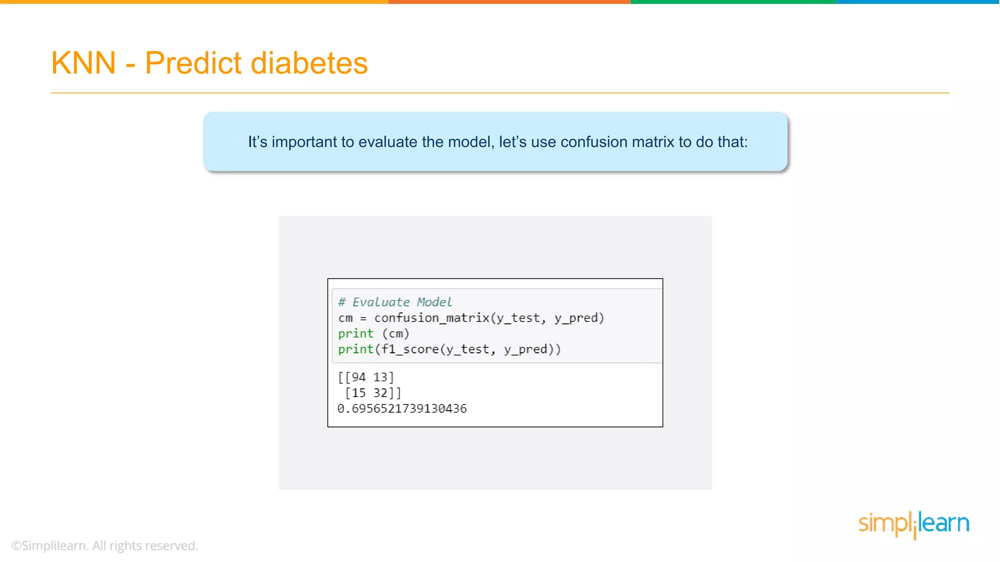 KNN - Predict diabetes
It’s important to evaluate the model, let’s use confusion matrix to do that:
# Evaluate Model
cm = confusion_matrix(y_test, y_pred)
print (cm)
print(f1_score(y_test, y_pred))
[[94 13]
 [15 32]]
0.6956521739130436
simplilearn
©Simplilearn. All rights reserved.